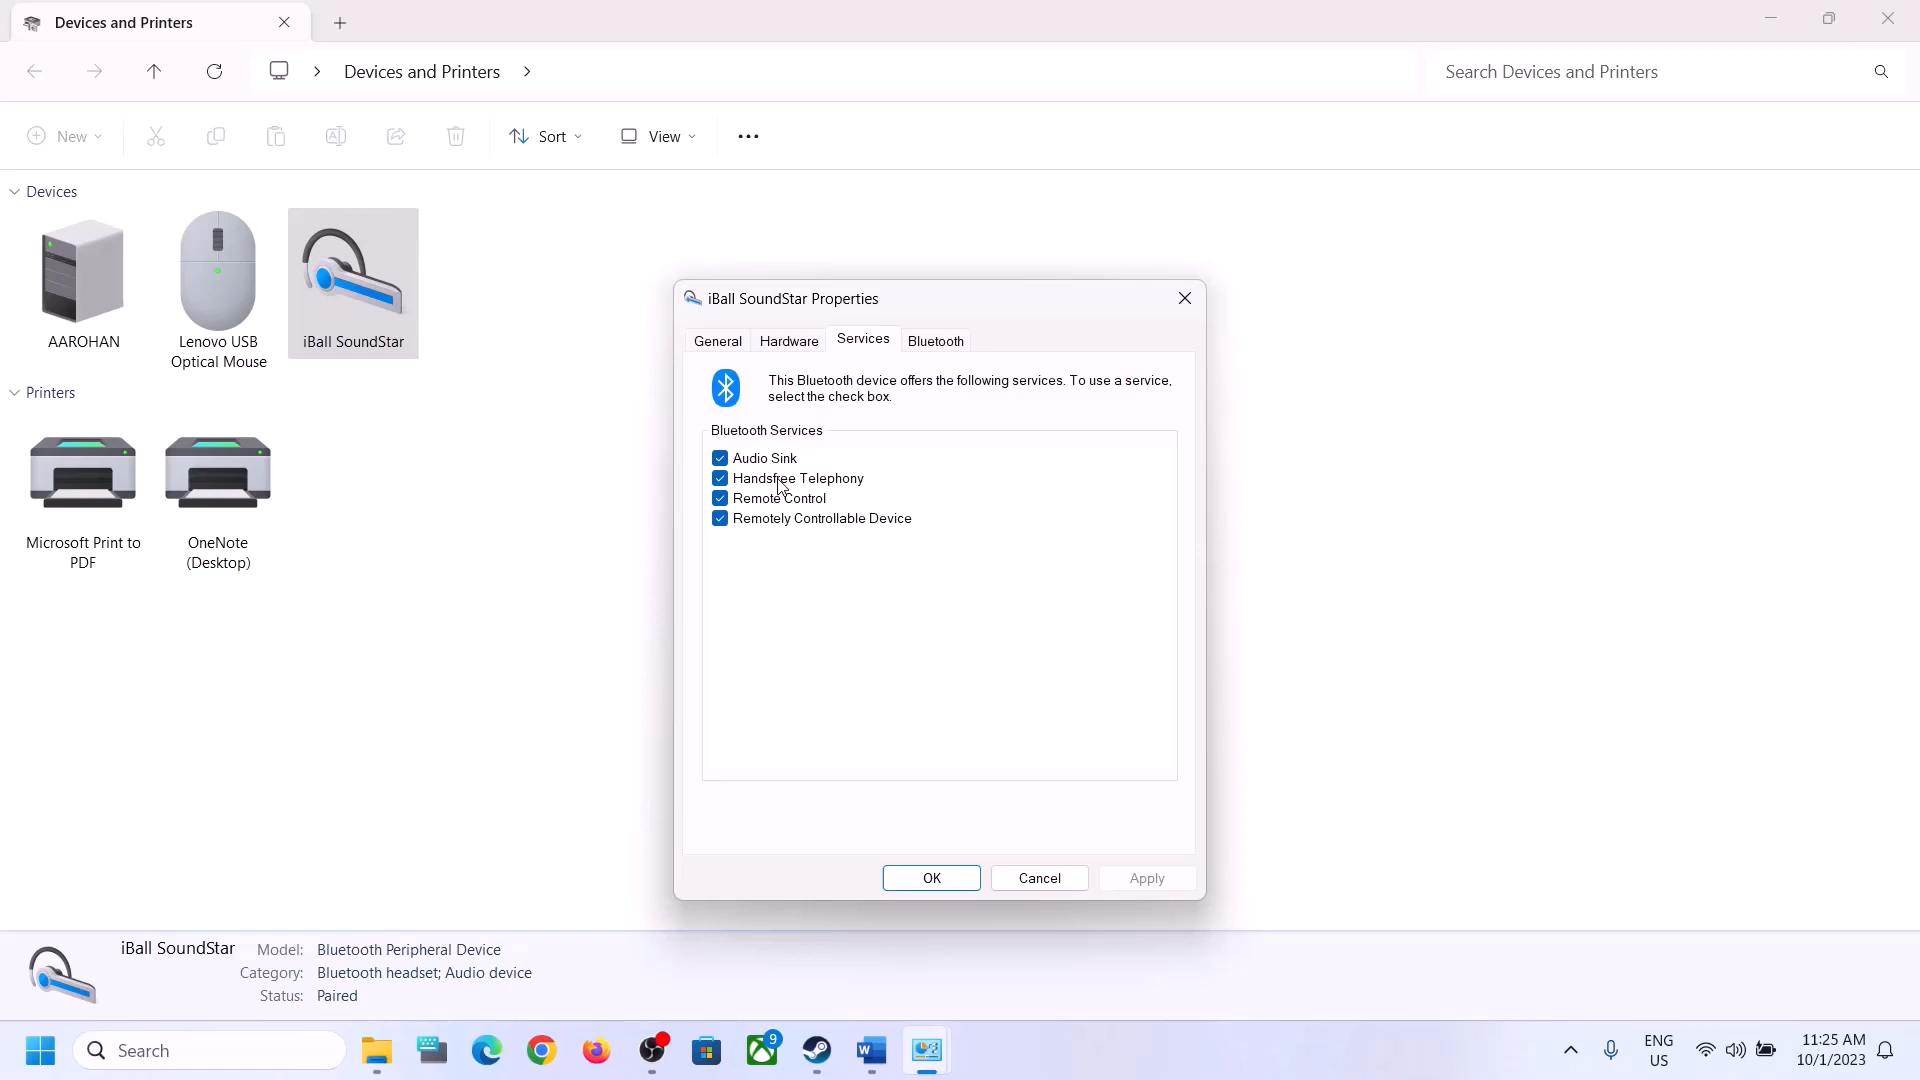 Devices and Printers
Devices and Printers
Search Devices and Printers
New
Sort
View
Devices
AAROHAN
Lenovo USB
Optical Mouse
iBall SoundStar
Printers
Microsoft Print to
PDF
OneNote
(Desktop)
iBall SoundStar Properties
General
Hardware
Services
Bluetooth
This Bluetooth device offers the following services. To use a service,
select the check box.
Bluetooth Services
Audio Sink
Handsfree Telephony
Remote Control
Remotely Controllable Device
OK
Cancel
Apply
iBall SoundStar
Model: Bluetooth Peripheral Device
Category: Bluetooth headset; Audio device
Status: Paired
Search
9
ENG
US
11:25 AM
10/1/2023